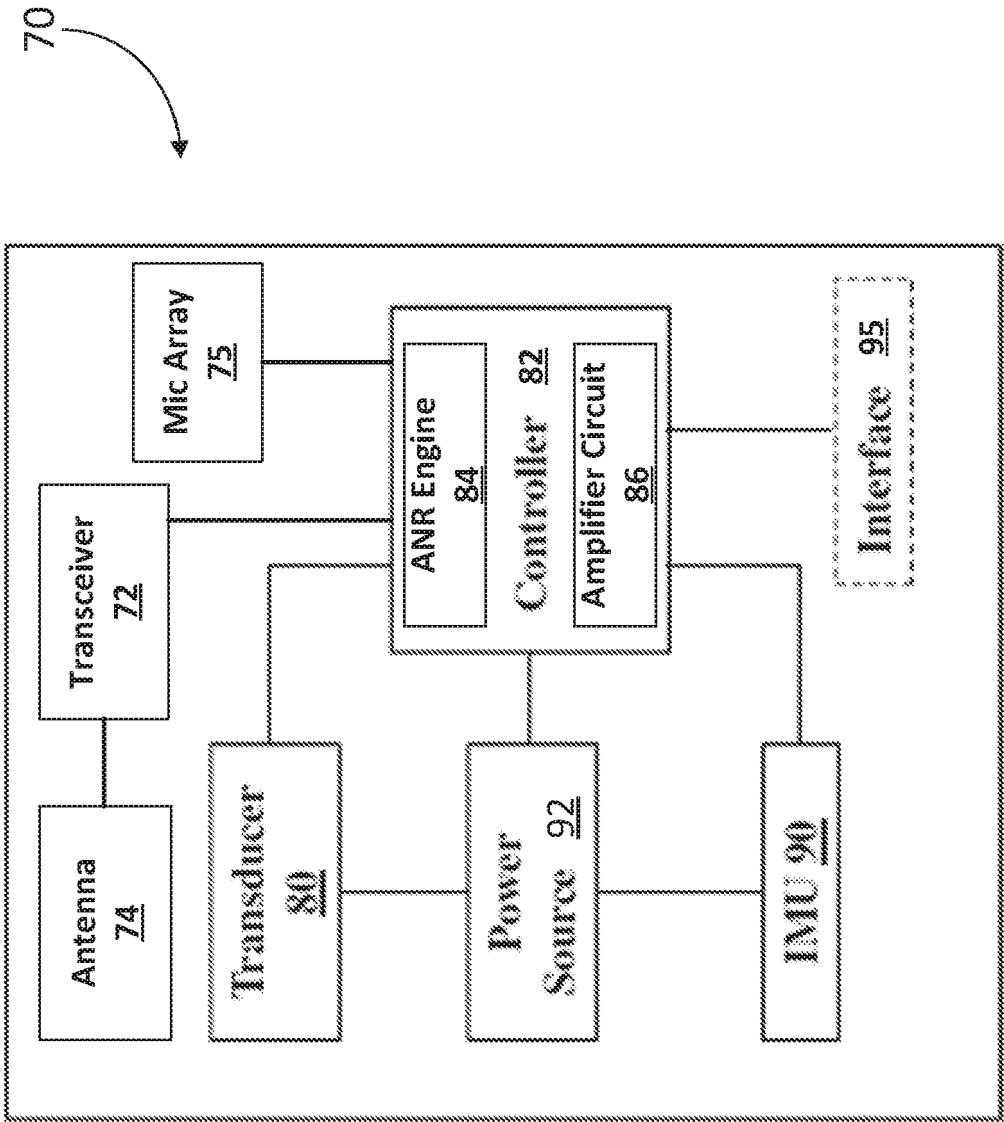 70
Antenna
74
Transceiver
72
Mic Array
75
Transducer
80
ANR Engine
84
Controller 82
Amplifier Circuit
86
Power
Source 92
IMU 90
Interface 95